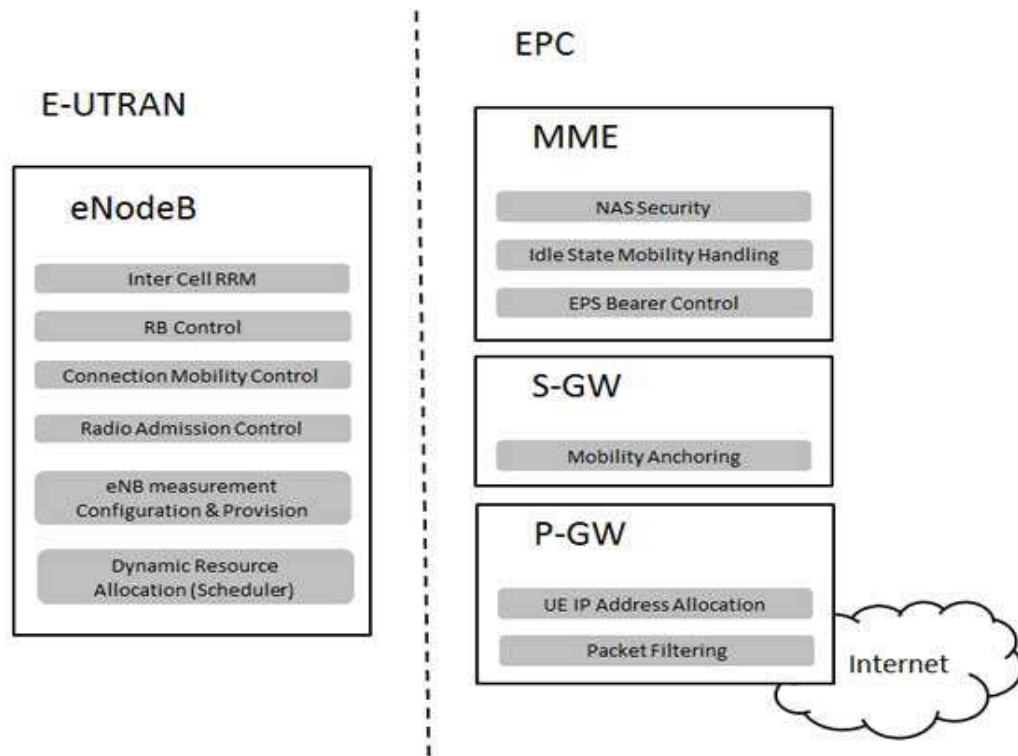 E-UTRAN
eNodeB
Inter Cell RRM
RB Control
Connection Mobility Control
Radio Admission Control
eNB measurement
Configuration & Provision
Dynamic Resource
Allocation (Scheduler)
EPC
MME
NAS Security
Idle State Mobility Handling
EPS Bearer Control
S-GW
Mobility Anchoring
P-GW
UE IP Address Allocation
Packet Filtering
Internet